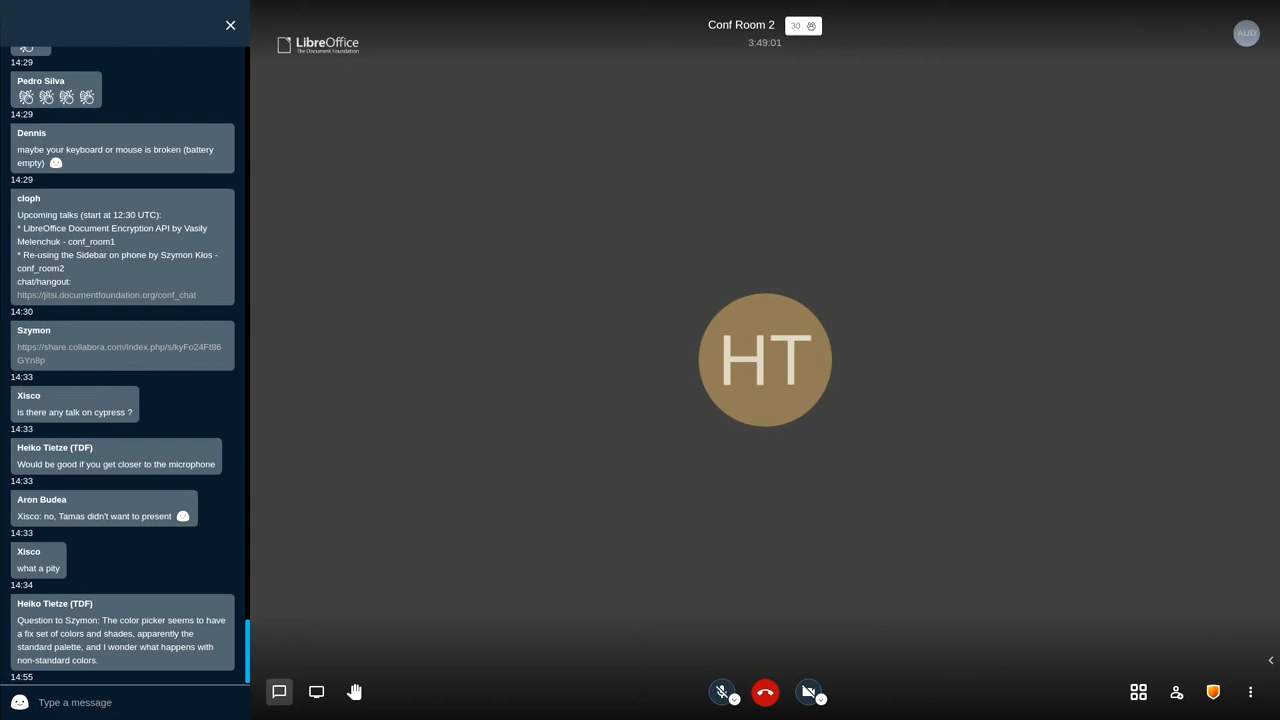 14:29
Pedro Silva
14:29
Dennis
maybe your keyboard or mouse is broken (battery
empty)
14:29
cloph
Upcoming talks (start at 12:30 UTC):
* LibreOffice Document Encryption API by Vasily
Melenchuk - conf_room1
* Re-using the Sidebar on phone by Szymon Kłos -
conf_room2
chat/hangout:
https://jitsi.documentfoundation.org/conf_chat
14:30
Szymon
https://share.collabora.com/index.php/s/kyFo24Ft86
GYn8p
14:33
Xisco
is there any talk on cypress ?
14:33
Heiko Tietze (TDF)
Would be good if you get closer to the microphone
14:33
Aron Budea
Xisco: no, Tamas didn't want to present
14:33
Xisco
what a pity
14:34
Heiko Tietze (TDF)
Question to Szymon: The color picker seems to have
a fix set of colors and shades, apparently the
standard palette, and I wonder what happens with
non-standard colors.
14:55
Type a message
LibreOffice
The Document Foundation
Conf Room 2
30
3:49:01
AUD
HT